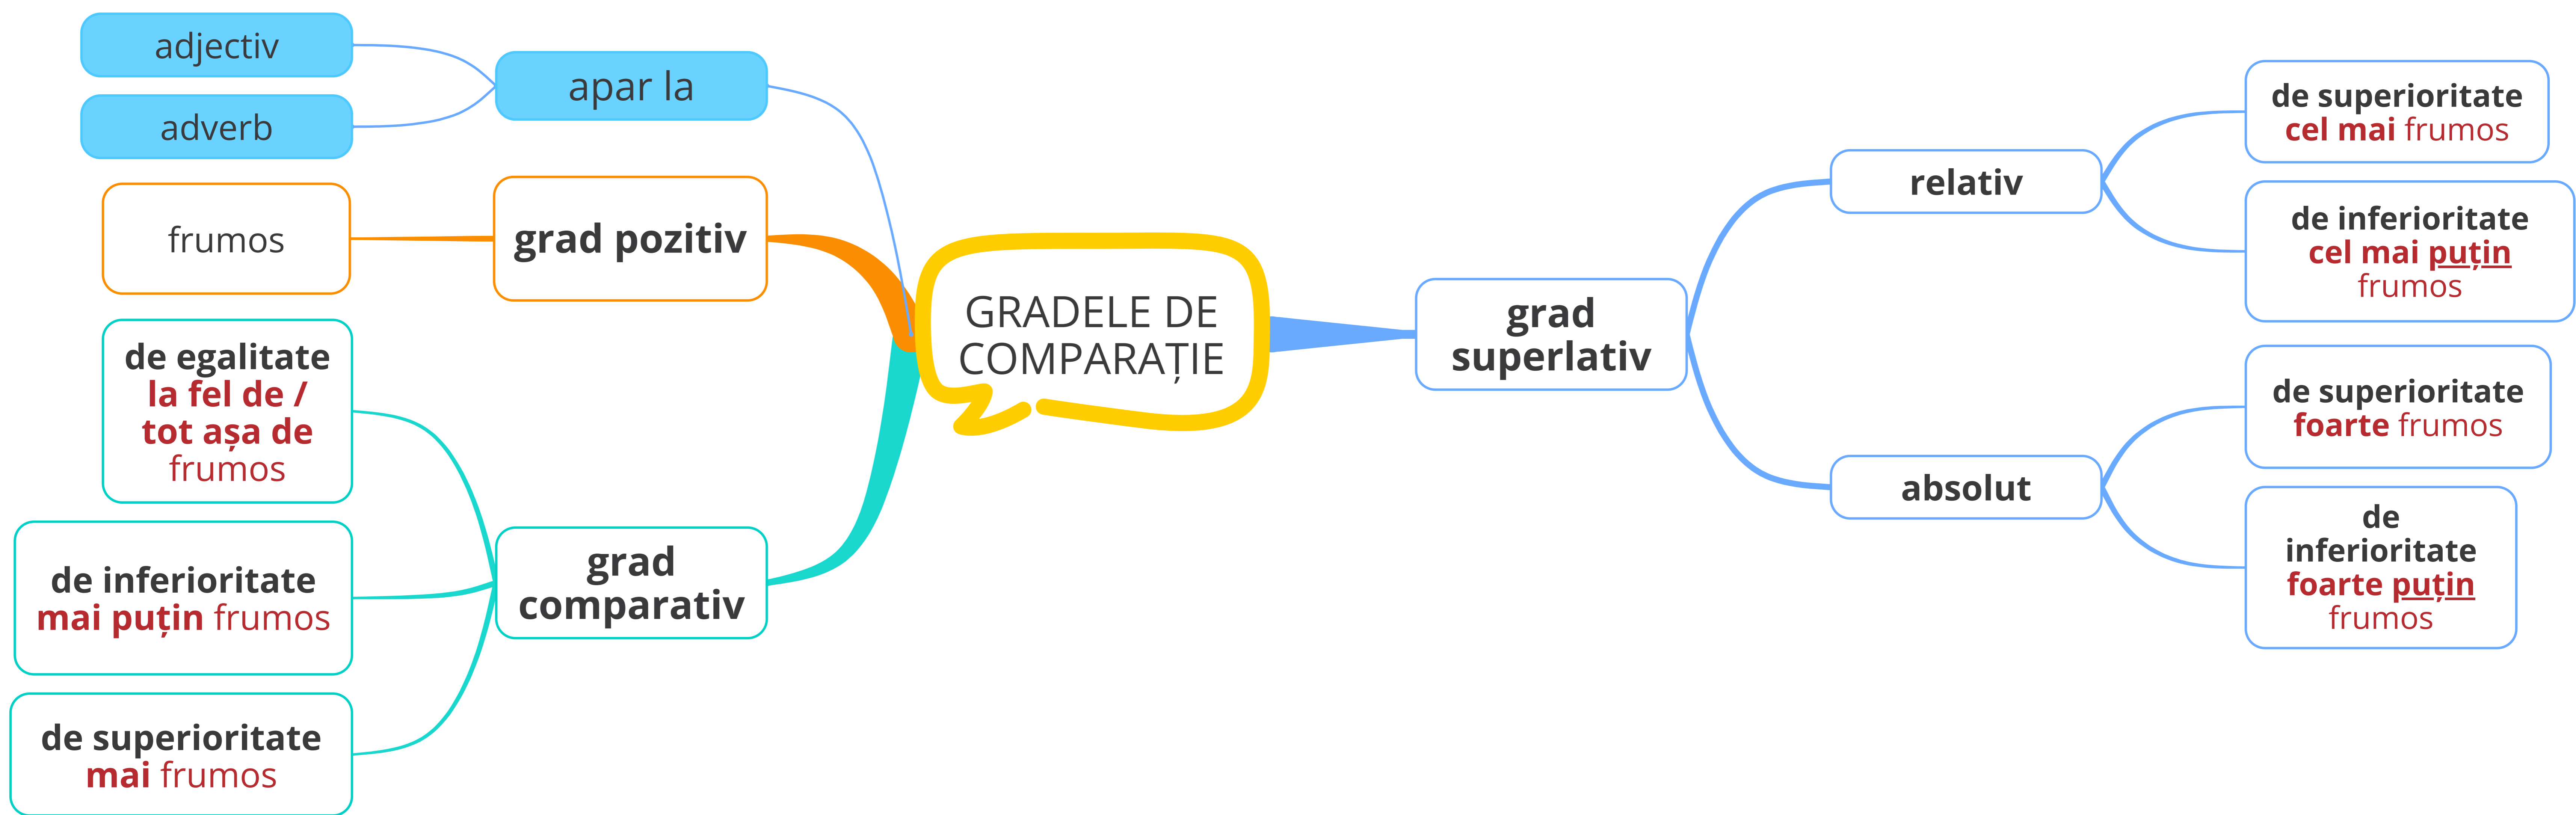 GRADELE DE
COMPARAȚIE
apar la
adjectiv
adverb
grad pozitiv
frumos
grad
comparativ
de egalitate
la fel de /
tot așa de
frumos
de inferioritate
mai puțin frumos
de superioritate
mai frumos
grad
superlativ
relativ
de superioritate
cel mai frumos
de inferioritate
cel mai puțin
frumos
absolut
de superioritate
foarte frumos
de
inferioritate
foarte puțin
frumos